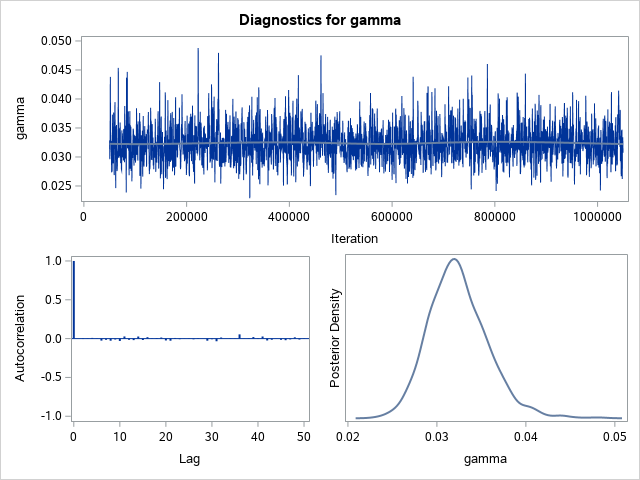 Diagnostics for gamma
gamma
0.050
0.045
0.040
0.035
0.030
0.025
0 200000 400000 600000 800000 1000000
Iteration
Autocorrelation
1.0
0.5
0.0
-0.5
-1.0
0 10 20 30 40 50
Lag
Posterior Density
0.02 0.03 0.04 0.05
gamma